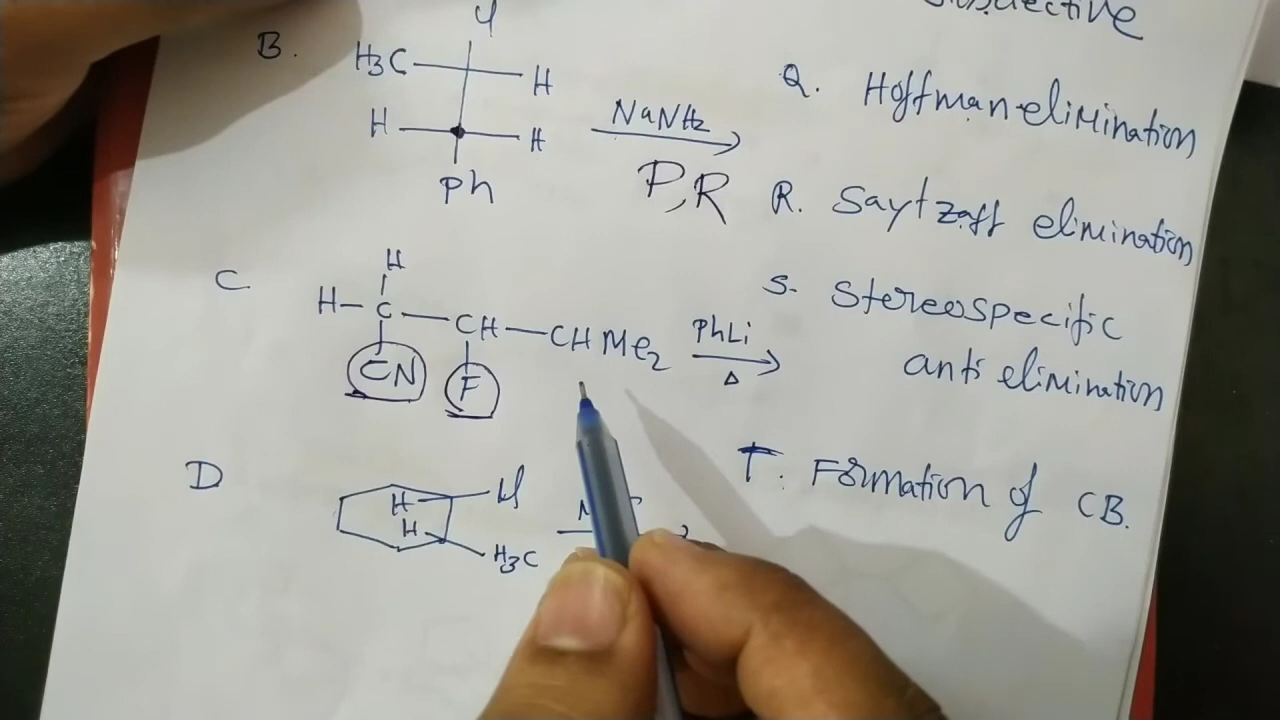 B.
H3C
H
H
H
Ph
NaNH2
P,R
Q. Hoffman elimination
R. Saytzaff elimination
C.
H
H-C-CH-CHMe2
CN
F
PhLi
Δ
S. Stereospecific
anti elimination
D
H
H
H3C
T. Formation of CB.